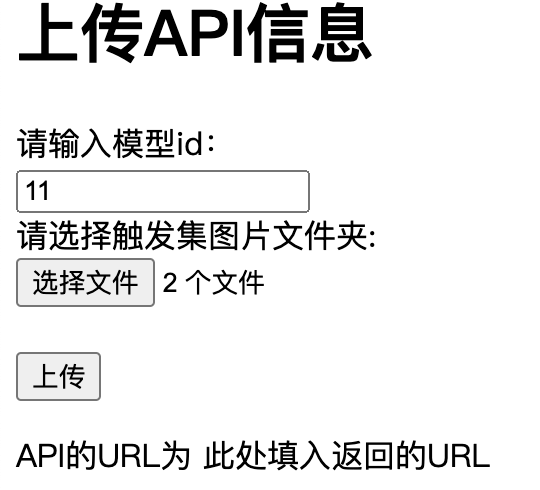 上传API信息
请输入模型id：
11
请选择触发集图片文件夹:
选择文件 2 个文件
上传
API的URL为 此处填入返回的URL